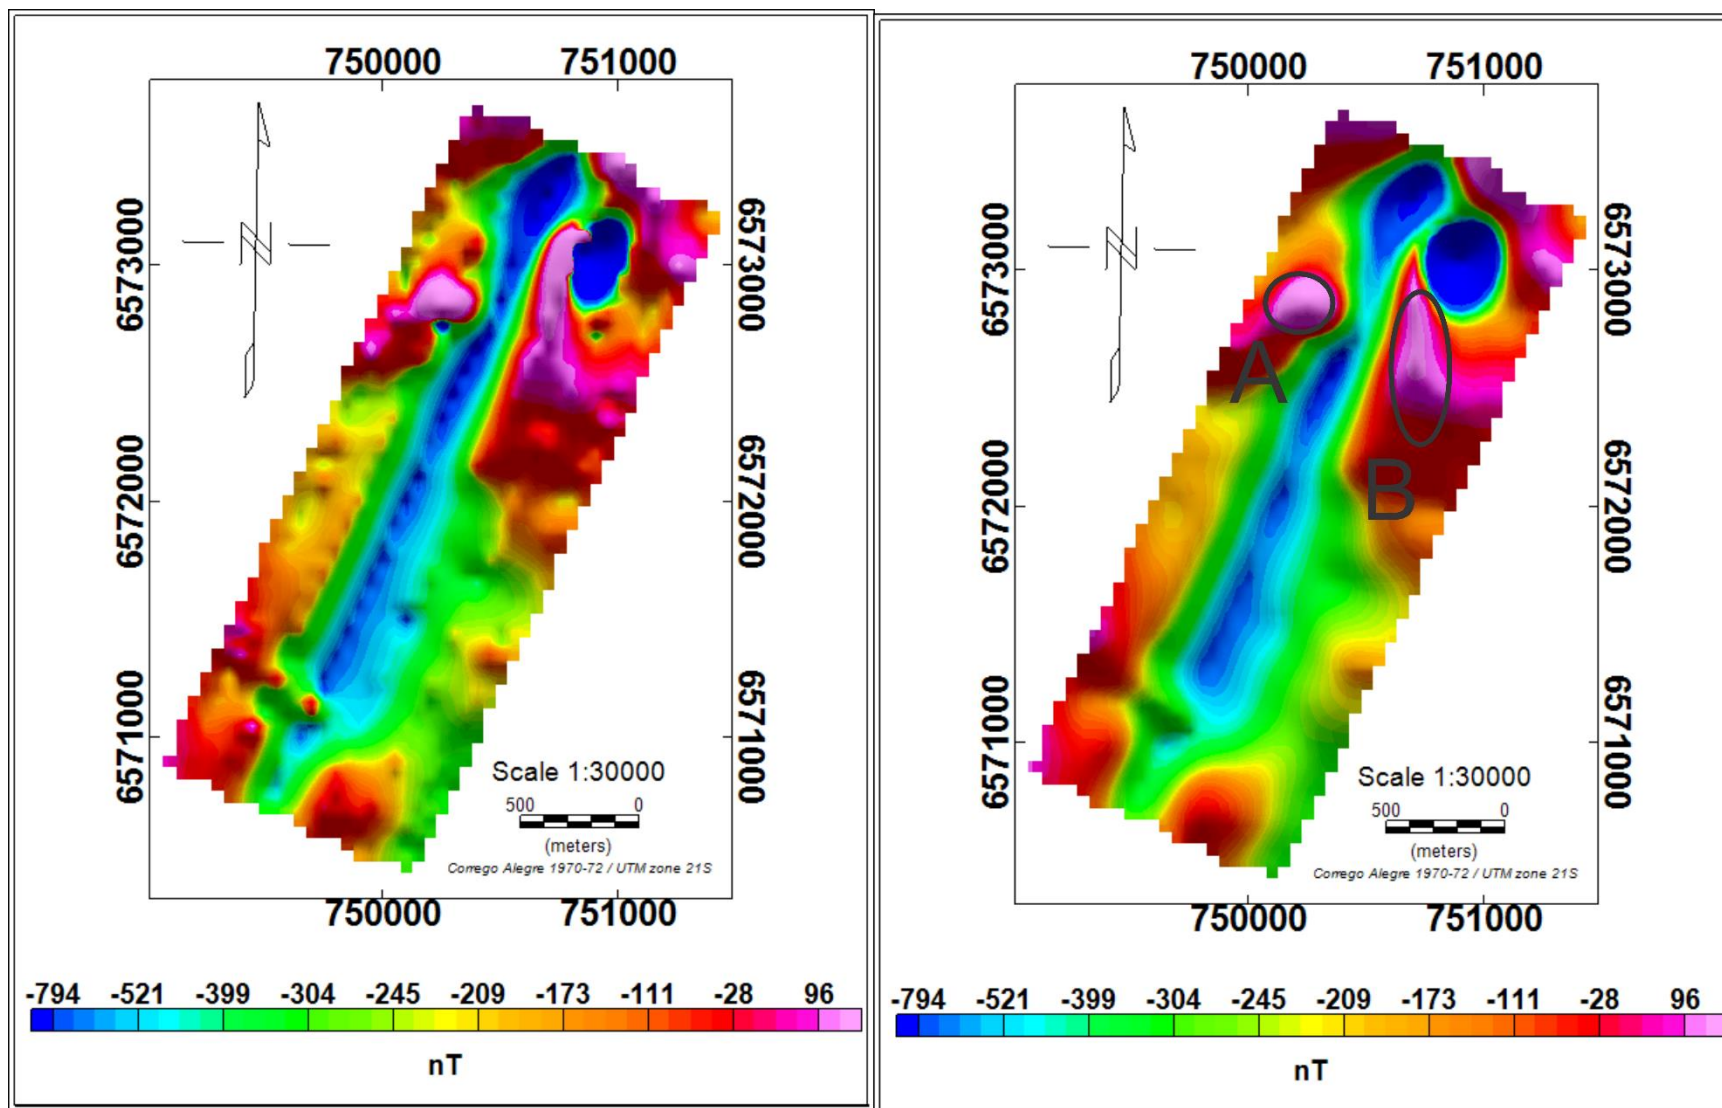 750000 751000
N
6573000 6573000
6572000 6572000
6571000 6571000
Scale 1:30000
500 0
(meters)
Corrego Alegre 1970-72 / UTM zone 21S
750000 751000
-794 -521 -399 -304 -245 -209 -173 -111 -28 96
nT
750000 751000
N
6573000 6573000
A
B
6572000 6572000
6571000 6571000
Scale 1:30000
500 0
(meters)
Corrego Alegre 1970-72 / UTM zone 21S
750000 751000
-794 -521 -399 -304 -245 -209 -173 -111 -28 96
nT